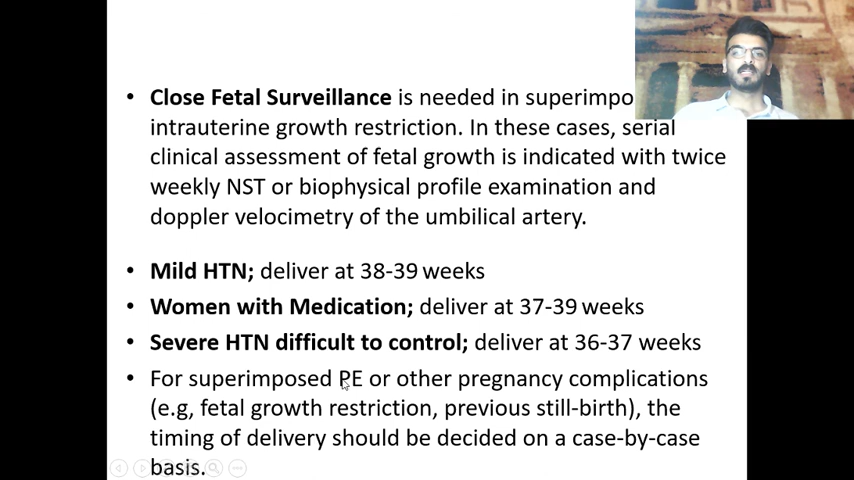 • Close Fetal Surveillance is needed in
intrauterine growth restriction. In these cases, serial
clinical assessment of fetal growth is indicated with twice
weekly NST or biophysical profile examination and
doppler velocimetry of the umbilical artery.
• Mild HTN; deliver at 38-39 weeks
• Women with Medication; deliver at 37-39 weeks
• Severe HTN difficult to control; deliver at 36-37 weeks
• For superimposed PE or other pregnancy complications
(e.g, fetal growth restriction, previous still-birth), the
timing of delivery should be decided on a case-by-case
basis.